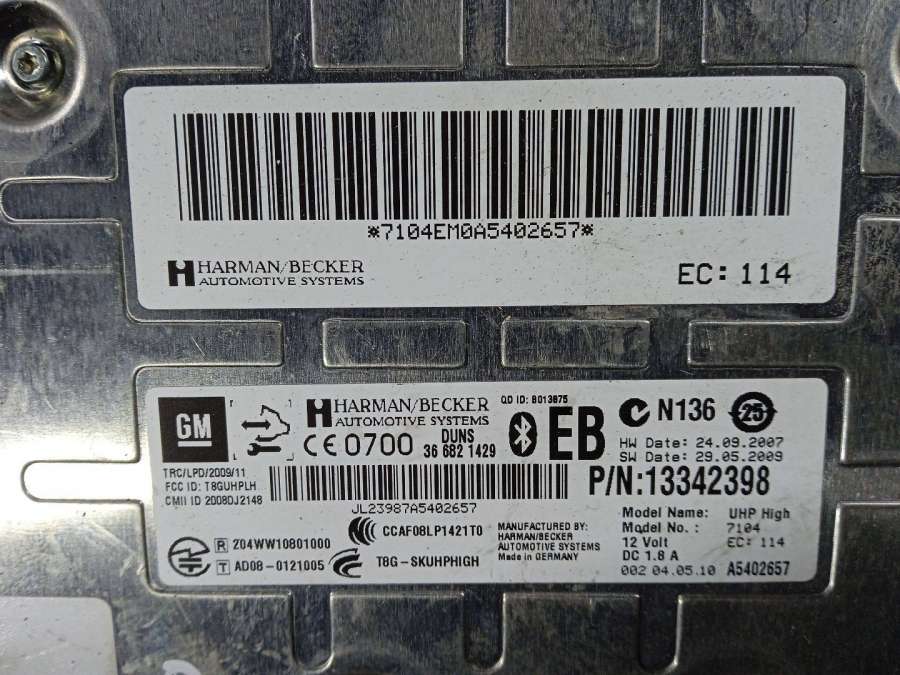 *7104EM0A5402657*
HARMAN/BECKER
AUTOMOTIVE SYSTEMS
EC: 114
GM
HARMAN/BECKER
AUTOMOTIVE SYSTEMS
CE 0700
DUNS
36 682 1429
QD ID: B013875
EB
N136
25
HW Date: 24.09.2007
SW Date: 29.05.2009
TRC/LPD/2009/11
FCC ID: T8GUHPLH
CMII ID 2008DJ2148
P/N:13342398
JL23987A5402657
CCAF08LP1421T0
R 204WW10801000
T AD08-0121005
T8G-SKUHPHIGH
MANUFACTURED BY:
HARMAN/BECKER
AUTOMOTIVE SYSTEMS
Made in GERMANY
Model Name: UHP High
Model No.: 7104
12 Volt EC: 114
DC 1.8 A
002 04.05.10 A5402657